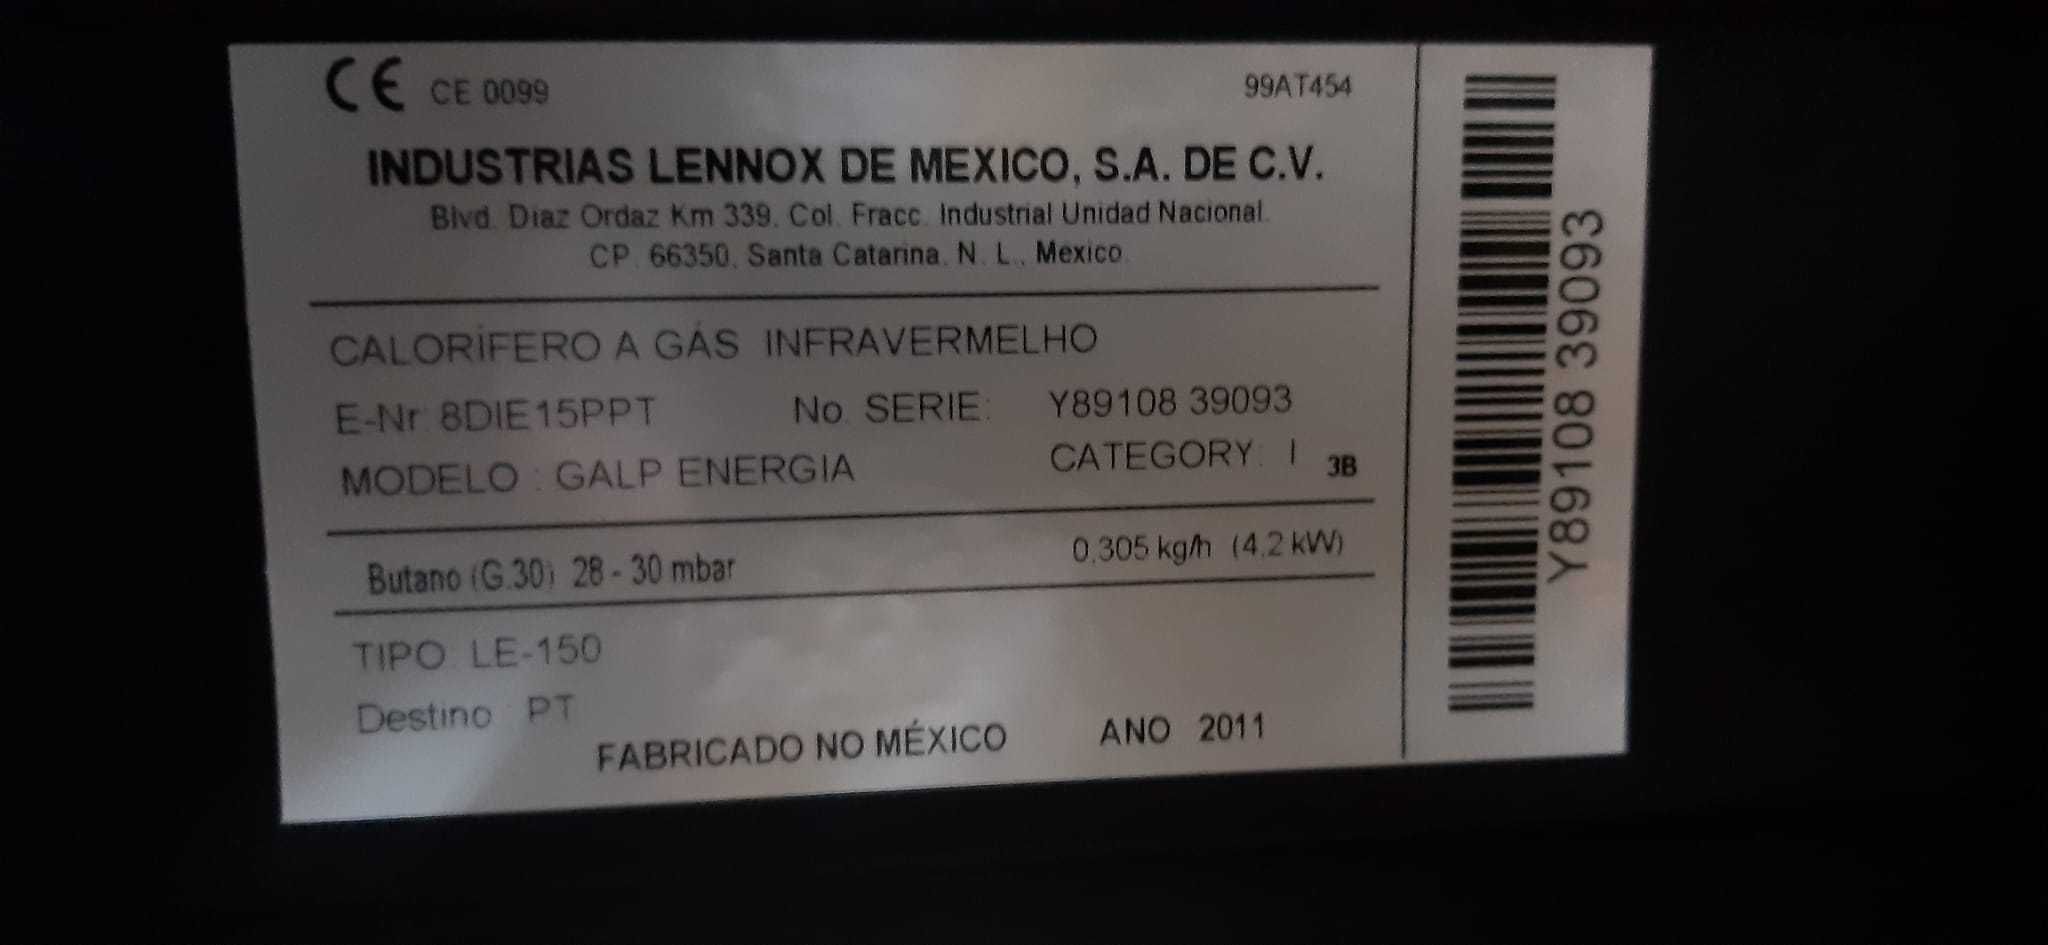 CE CE 0099 99AT454
INDUSTRIAS LENNOX DE MEXICO, S.A. DE C.V.
Blvd. Diaz Ordaz Km 339, Col. Fracc. Industrial Unidad Nacional.
CP. 66350, Santa Catarina. N. L., Mexico.
CALORÍFERO A GÁS INFRAVERMELHO
E-Nr: 8DIE15PPT No. SERIE: Y89108 39093
MODELO : GALP ENERGIA CATEGORY: I 3B
Butano (G.30) 28 - 30 mbar 0,305 kg/h (4,2 kW)
TIPO: LE-150
Destino : PT
FABRICADO NO MÉXICO ANO 2011
Y89108 39093